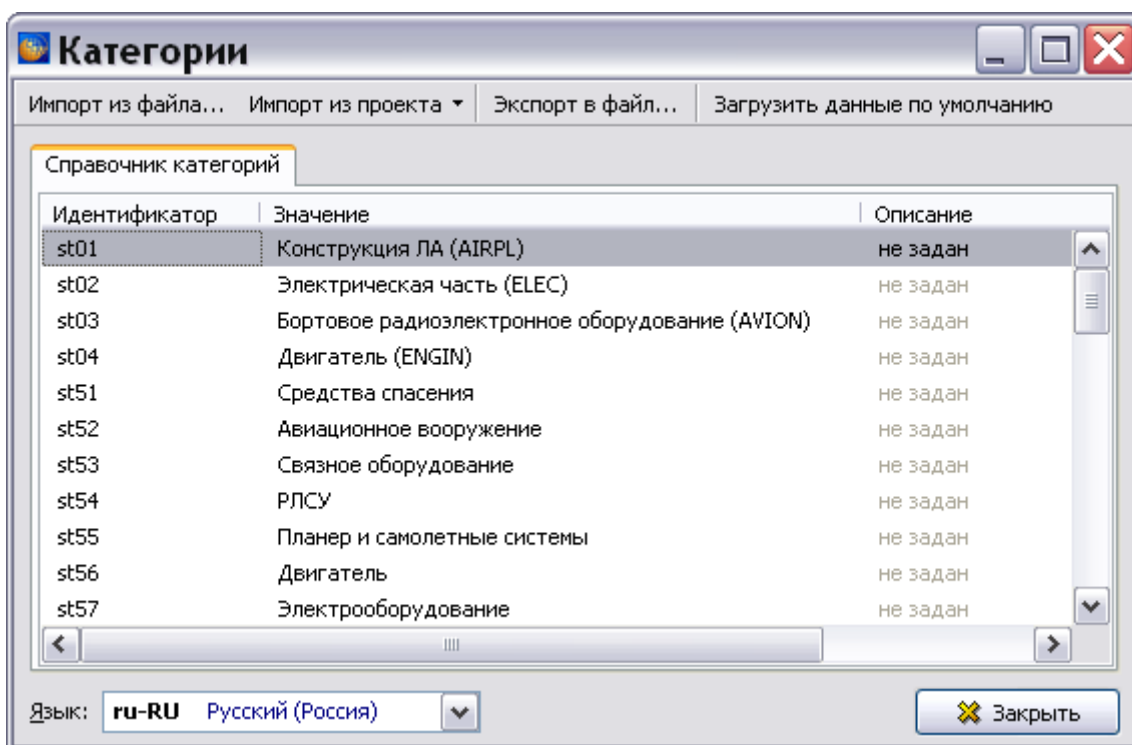 Категории
Импорт из файла... Импорт из проекта Экспорт в файл... Загрузить данные по умолчанию
Справочник категорий
Идентификатор Значение Описание
st01 Конструкция ЛА (AIRPL) не задан
st02 Электрическая часть (ELEC) не задан
st03 Бортовое радиоэлектронное оборудование (AVION) не задан
st04 Двигатель (ENGIN) не задан
st51 Средства спасения не задан
st52 Авиационное вооружение не задан
st53 Связное оборудование не задан
st54 РЛСУ не задан
st55 Планер и самолетные системы не задан
st56 Двигатель не задан
st57 Электрооборудование не задан
Язык: ru-RU Русский (Россия) Закрыть